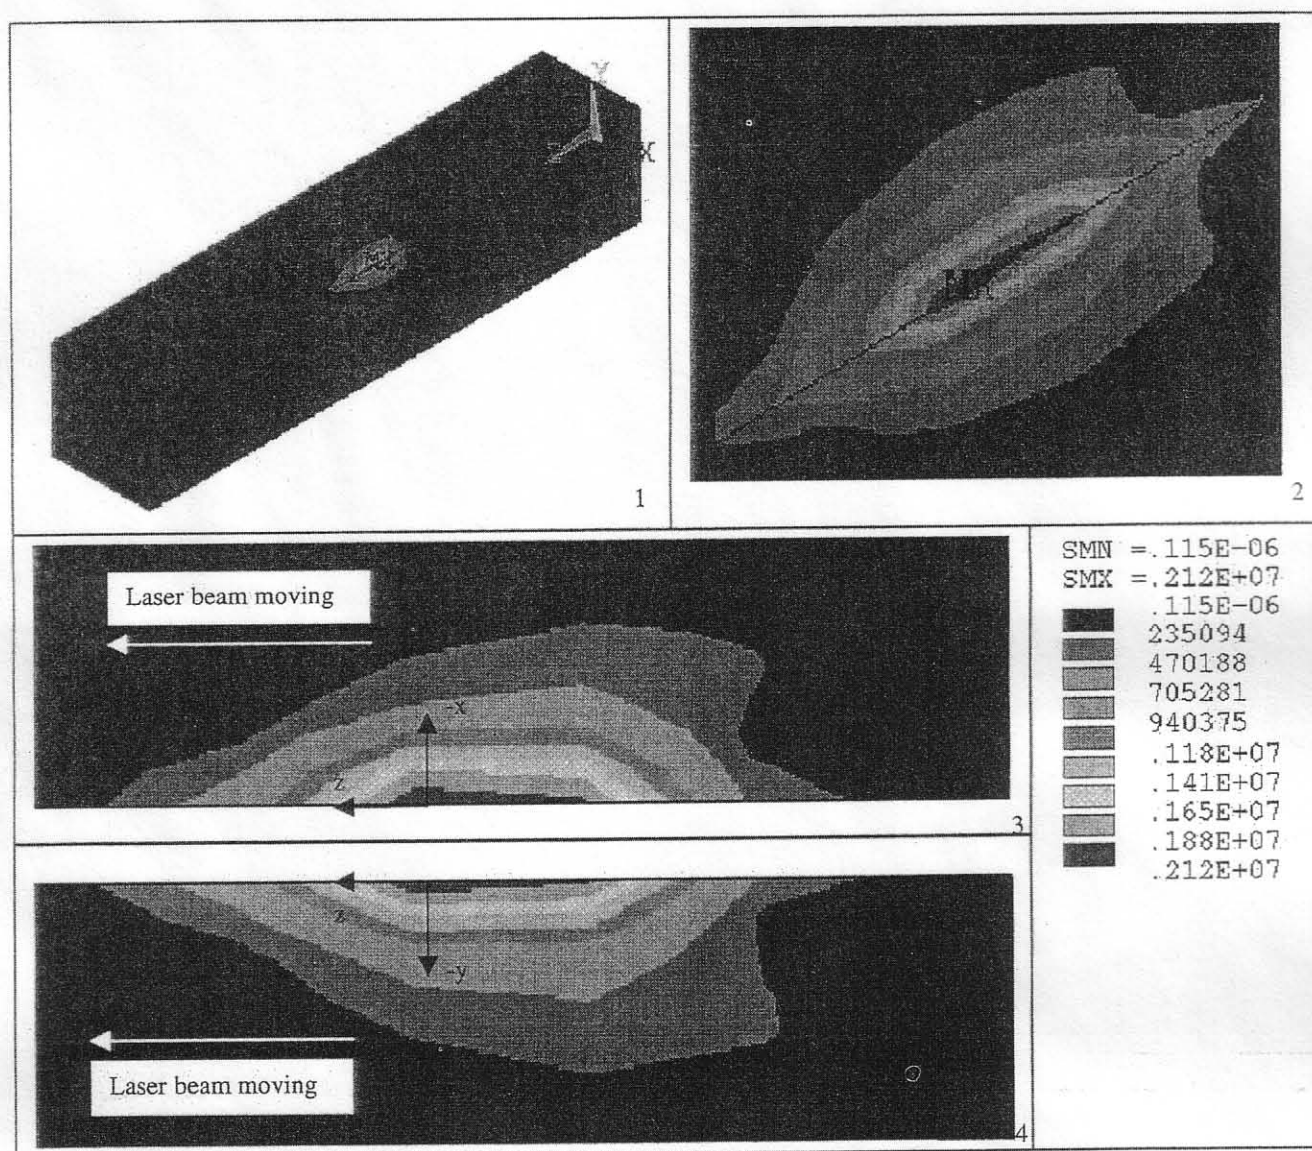 Y
X
MX
1
MX
2
Laser beam moving
-x
z
3
z
-y
Laser beam moving
4
SMN =.115E-06
SMX =.212E+07
.115E-06
235094
470188
705281
940375
.118E+07
.141E+07
.165E+07
.188E+07
.212E+07